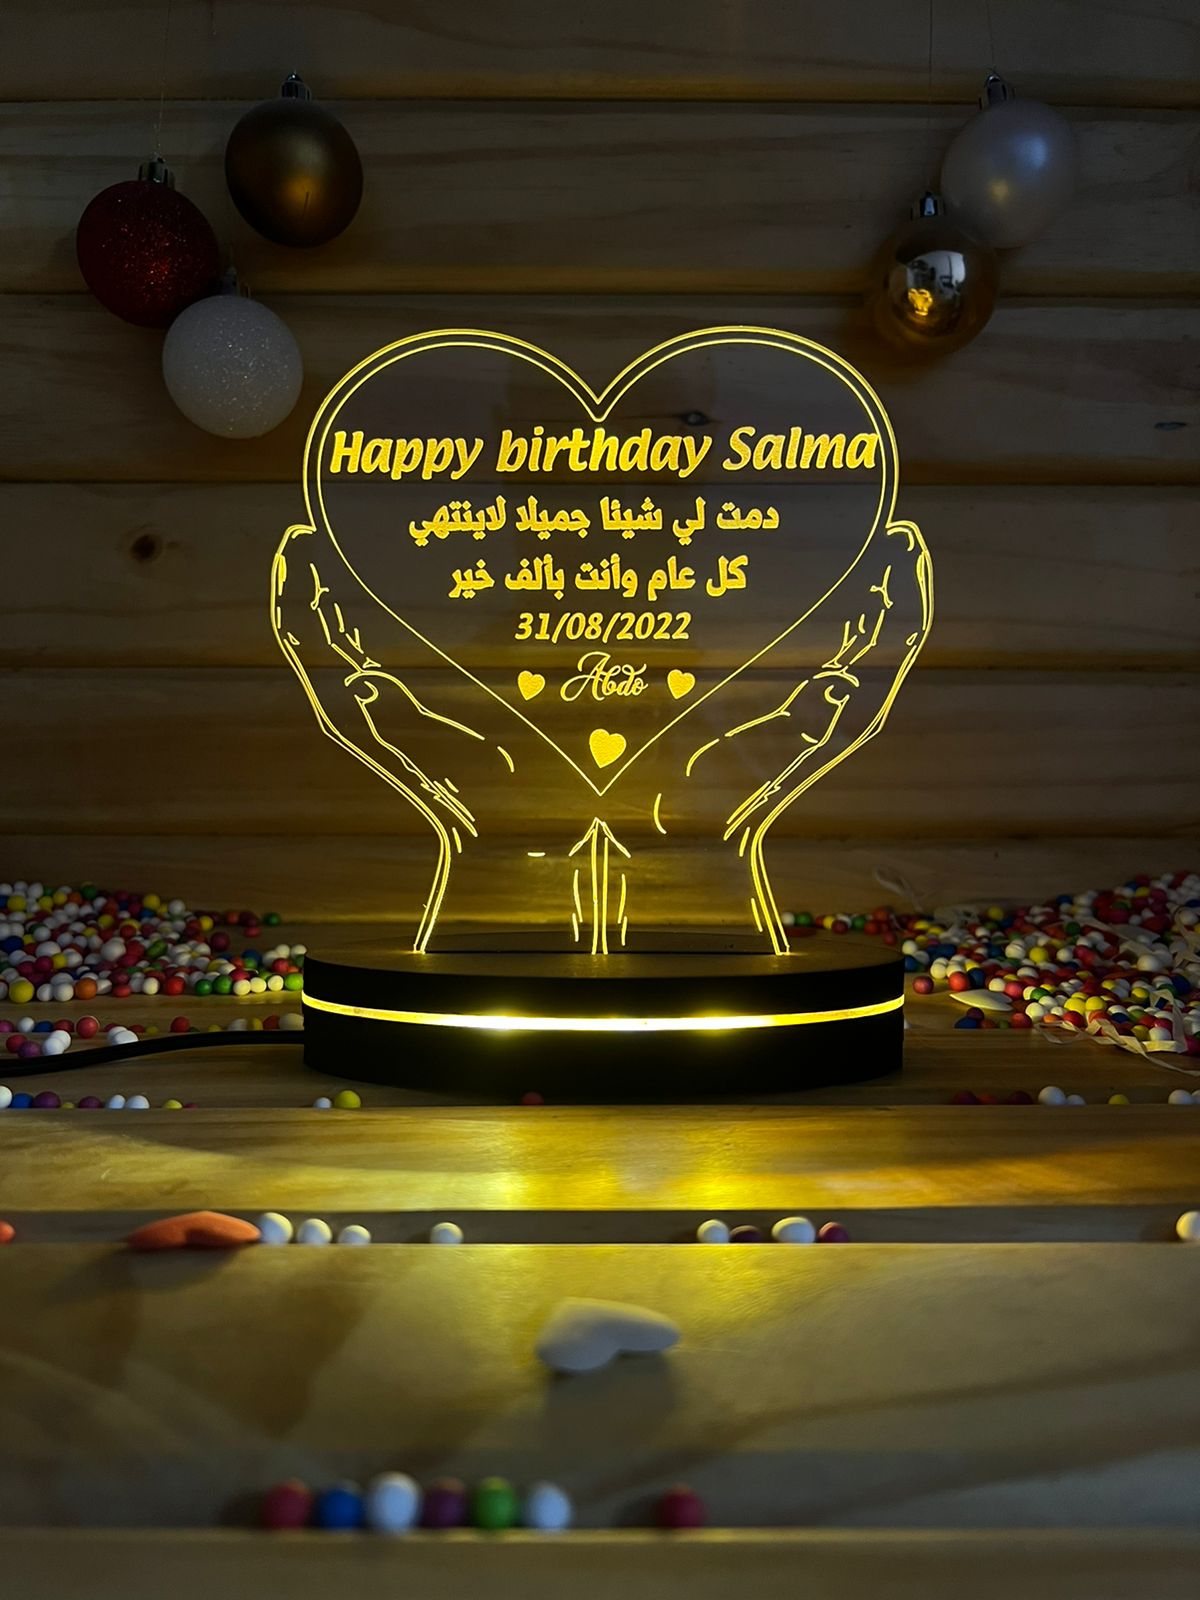 Happy birthday Salma
دمت لي شيئا جميلا لاينتهي
كل عام وأنت بألف خير
31/08/2022
Abdo